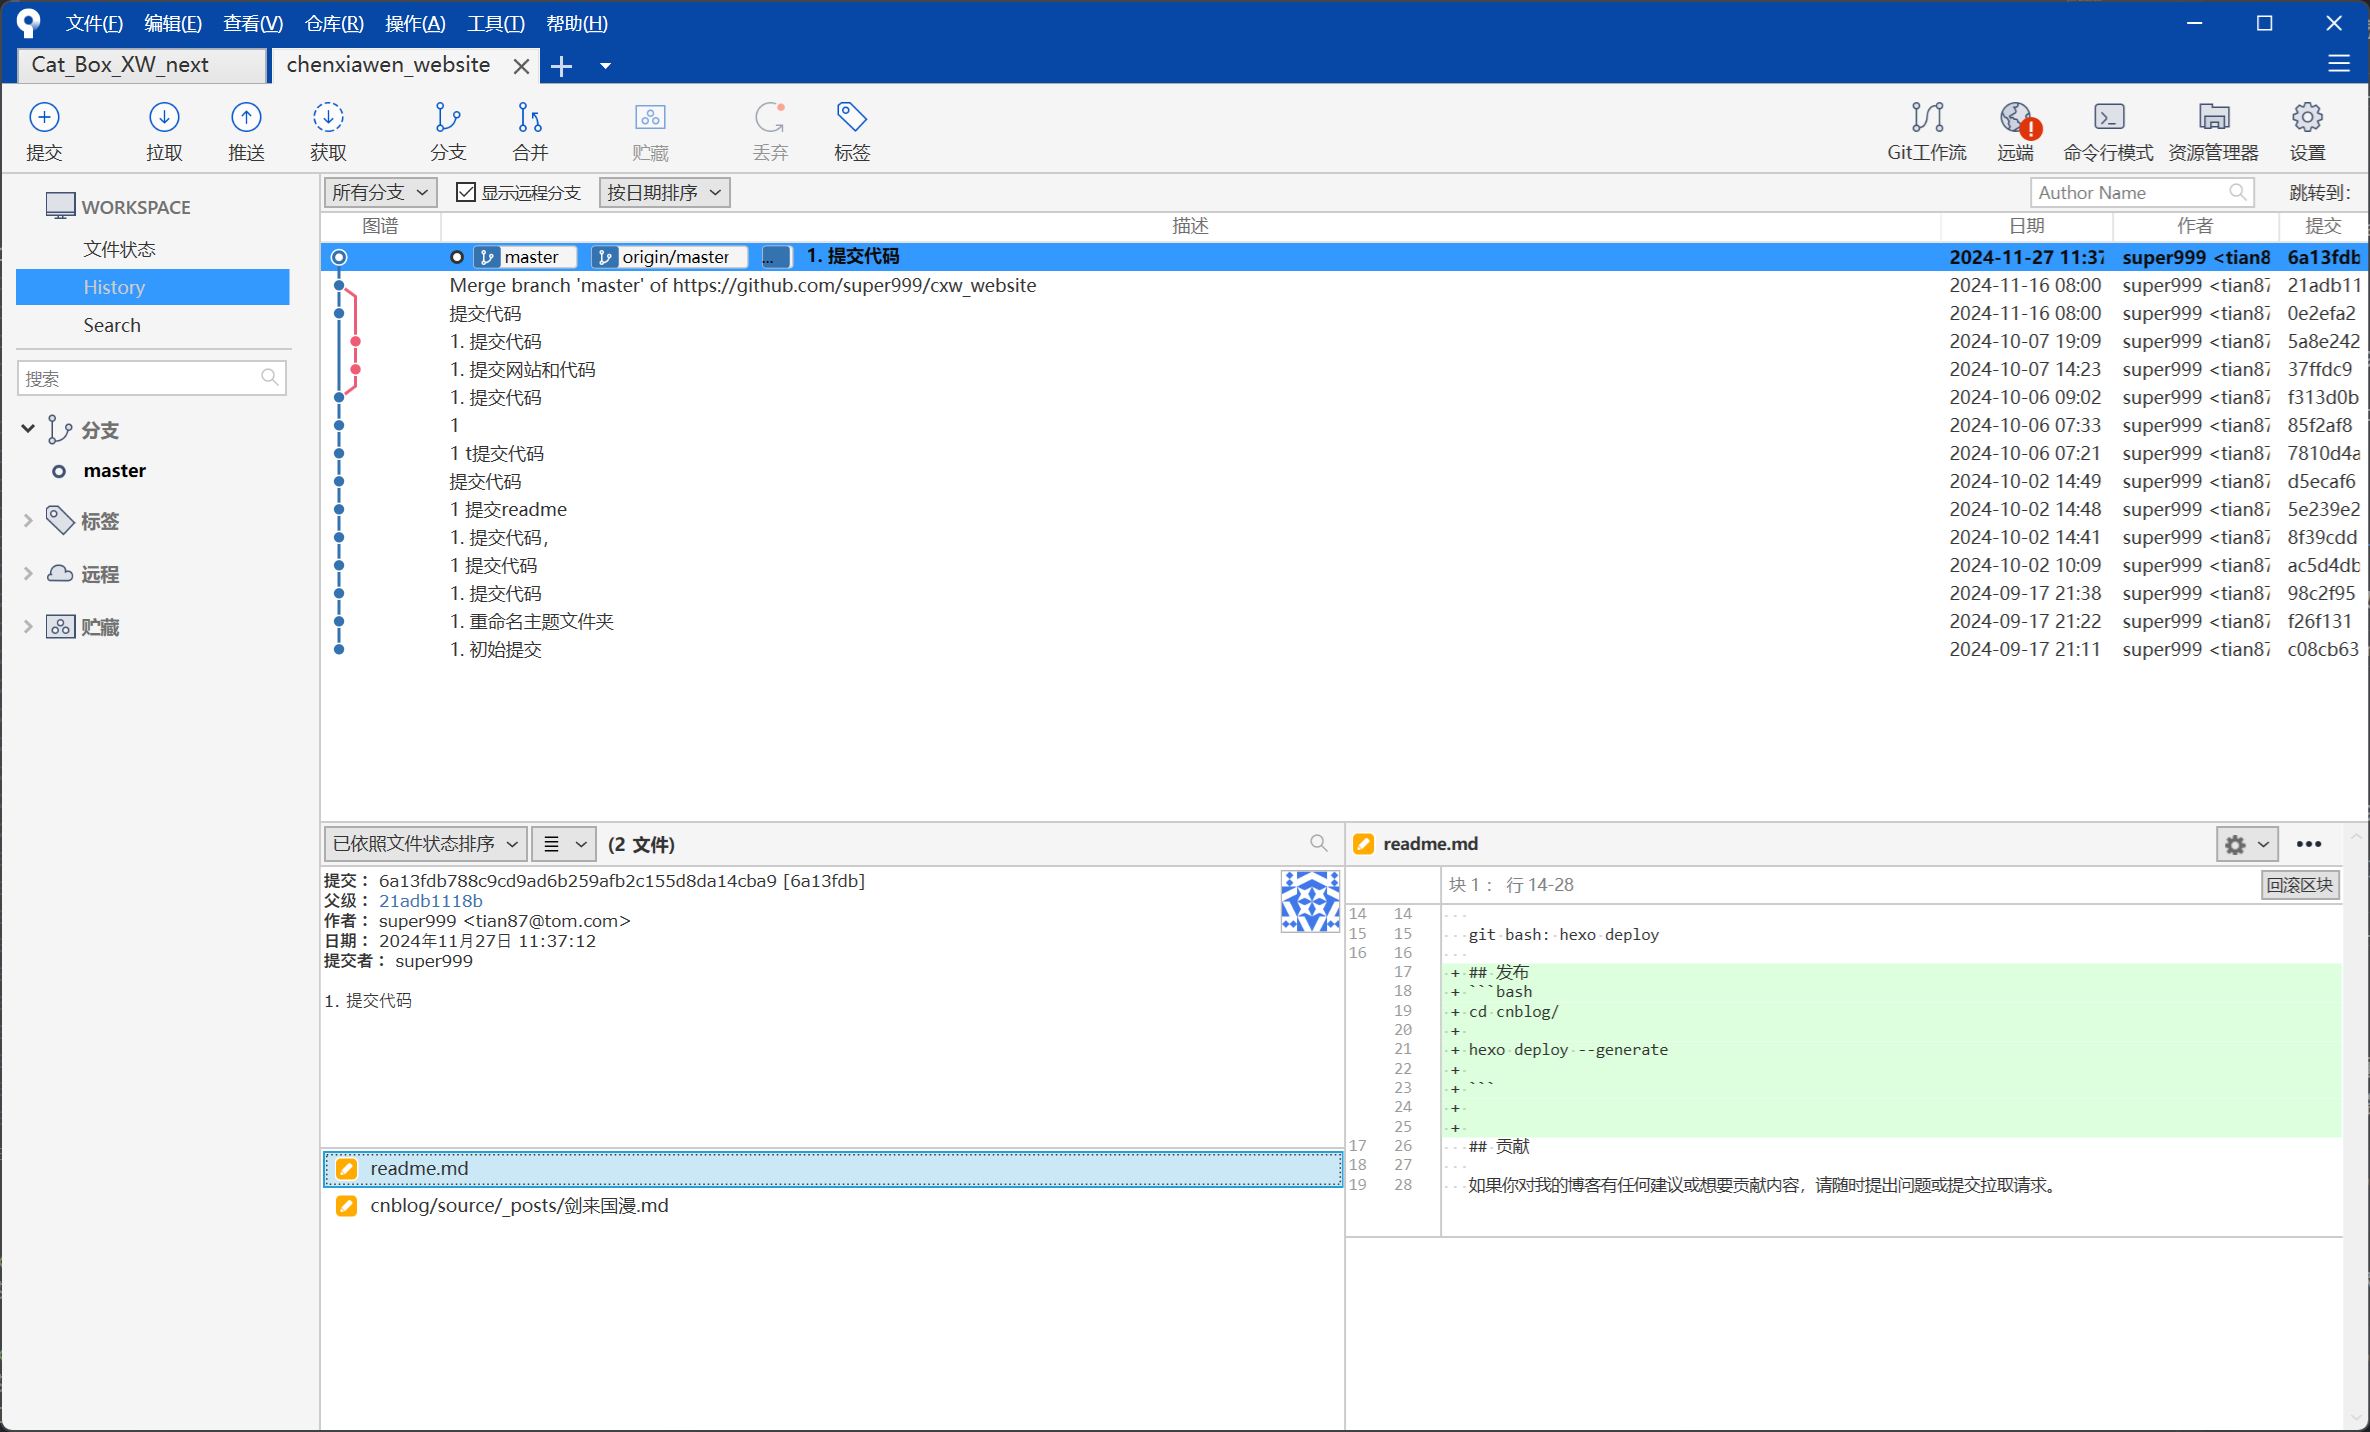 文件(F) 编辑(E) 查看(V) 仓库(R) 操作(A) 工具(T) 帮助(H)
Cat_Box_XW_next
chenxiawen_website
提交 拉取 推送 获取 分支 合并 贮藏 丢弃 标签 Git工作流 远端 命令行模式 资源管理器 设置
WORKSPACE
文件状态
History
Search
搜索
分支
master
标签
远程
贮藏
所有分支 显示远程分支 按日期排序 Author Name 跳转到:
图谱 描述 日期 作者 提交
master origin/master ... 1. 提交代码 2024-11-27 11:37 super999 <tian8 6a13fdb
Merge branch 'master' of https://github.com/super999/cxw_website 2024-11-16 08:00 super999 <tian87 21adb11
提交代码 2024-11-16 08:00 super999 <tian87 0e2efa2
1. 提交代码 2024-10-07 19:09 super999 <tian87 5a8e242
1. 提交网站和代码 2024-10-07 14:23 super999 <tian87 37ffdc9
1. 提交代码 2024-10-06 09:02 super999 <tian87 f313d0b
1 2024-10-06 07:33 super999 <tian87 85f2af8
1 t提交代码 2024-10-06 07:21 super999 <tian87 7810d4a
提交代码 2024-10-02 14:49 super999 <tian87 d5ecaf6
1 提交readme 2024-10-02 14:48 super999 <tian87 5e239e2
1. 提交代码， 2024-10-02 14:41 super999 <tian87 8f39cdd
1 提交代码 2024-10-02 10:09 super999 <tian87 ac5d4db
1. 提交代码 2024-09-17 21:38 super999 <tian87 98c2f95
1. 重命名主题文件夹 2024-09-17 21:22 super999 <tian87 f26f131
1. 初始提交 2024-09-17 21:11 super999 <tian87 c08cb63
已依照文件状态排序 (2 文件)
提交： 6a13fdb788c9cd9ad6b259afb2c155d8da14cba9 [6a13fdb]
父级： 21adb1118b
作者： super999 <tian87@tom.com>
日期： 2024年11月27日 11:37:12
提交者： super999
1. 提交代码
readme.md
cnblog/source/_posts/剑来国漫.md
readme.md
块 1： 行 14-28 回滚区块
14 14
15 15 git bash: hexo deploy
16 16
17 + ## 发布
18 + ```bash
19 + cd cnblog/
20 +
21 + hexo deploy --generate
22 +
23 + ```
24 +
25 +
17 26 ## 贡献
18 27
19 28 如果你对我的博客有任何建议或想要贡献内容，请随时提出问题或提交拉取请求。